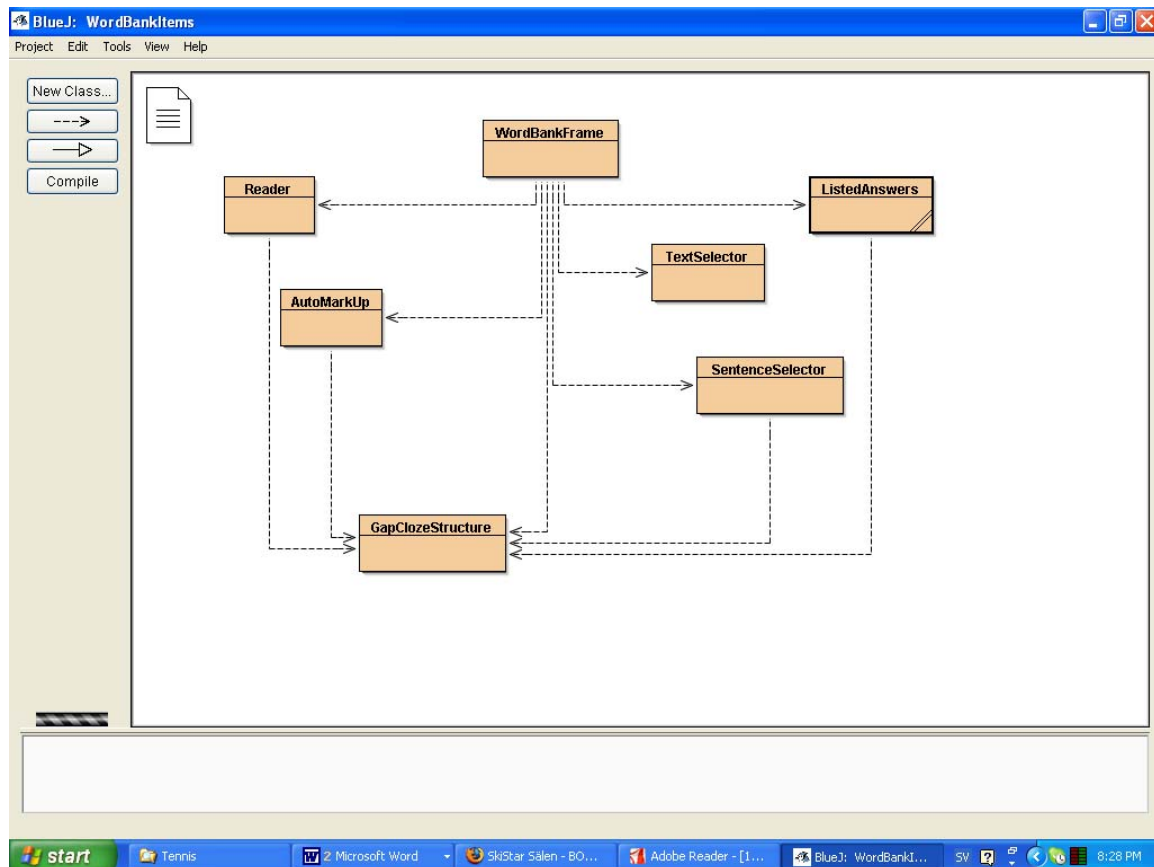 BlueJ: WordBankItems
Project Edit Tools View Help
New Class...
Compile
WordBankFrame
Reader
ListedAnswers
TextSelector
AutoMarkUp
SentenceSelector
GapClozeStructure
start
Tennis
2 Microsoft Word
SkiStar Sälen - BO...
Adobe Reader - [1...
BlueJ: WordBankI...
SV
8:28 PM